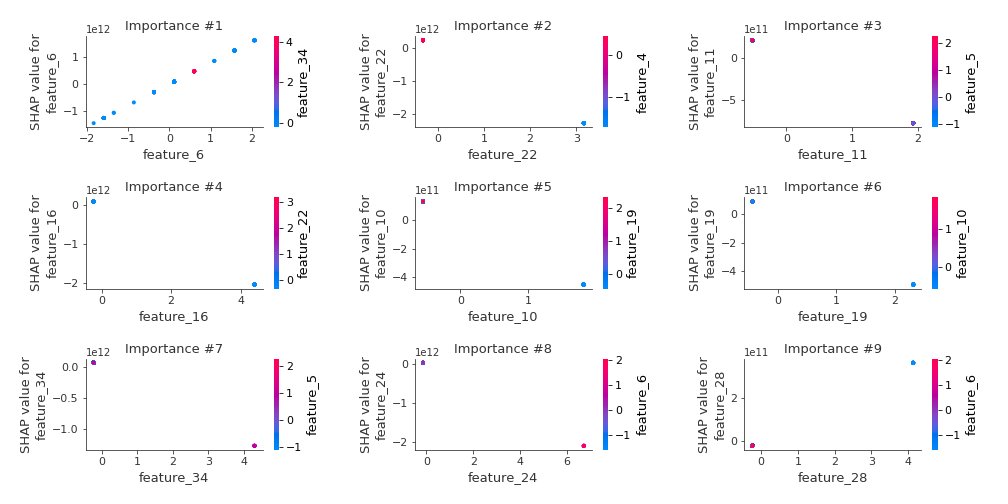 Importance #1
1e12
SHAP value for
feature_6
1
0
−1
−2
−1
0
1
2
feature_6
4
2
0
feature_34
Importance #2
1e12
SHAP value for
feature_22
0
−1
−2
0
1
2
3
feature_22
0
−1
feature_4
Importance #3
1e11
SHAP value for
feature_11
0
−5
0
1
2
feature_11
2
1
0
−1
feature_5
Importance #4
1e12
SHAP value for
feature_16
0
−1
−2
0
2
4
feature_16
3
2
1
0
feature_22
Importance #5
1e11
SHAP value for
feature_10
0
−2
−4
0
1
feature_10
2
1
0
feature_19
Importance #6
1e11
SHAP value for
feature_19
0
−2
−4
0
1
2
feature_19
1
0
feature_10
Importance #7
1e12
SHAP value for
feature_34
0.0
−0.5
−1.0
0
1
2
3
4
feature_34
2
1
0
−1
feature_5
Importance #8
1e12
SHAP value for
feature_24
0
−1
−2
0
2
4
6
feature_24
2
1
0
−1
feature_6
Importance #9
1e11
SHAP value for
feature_28
2
0
0
1
2
3
4
feature_28
2
1
0
−1
feature_6